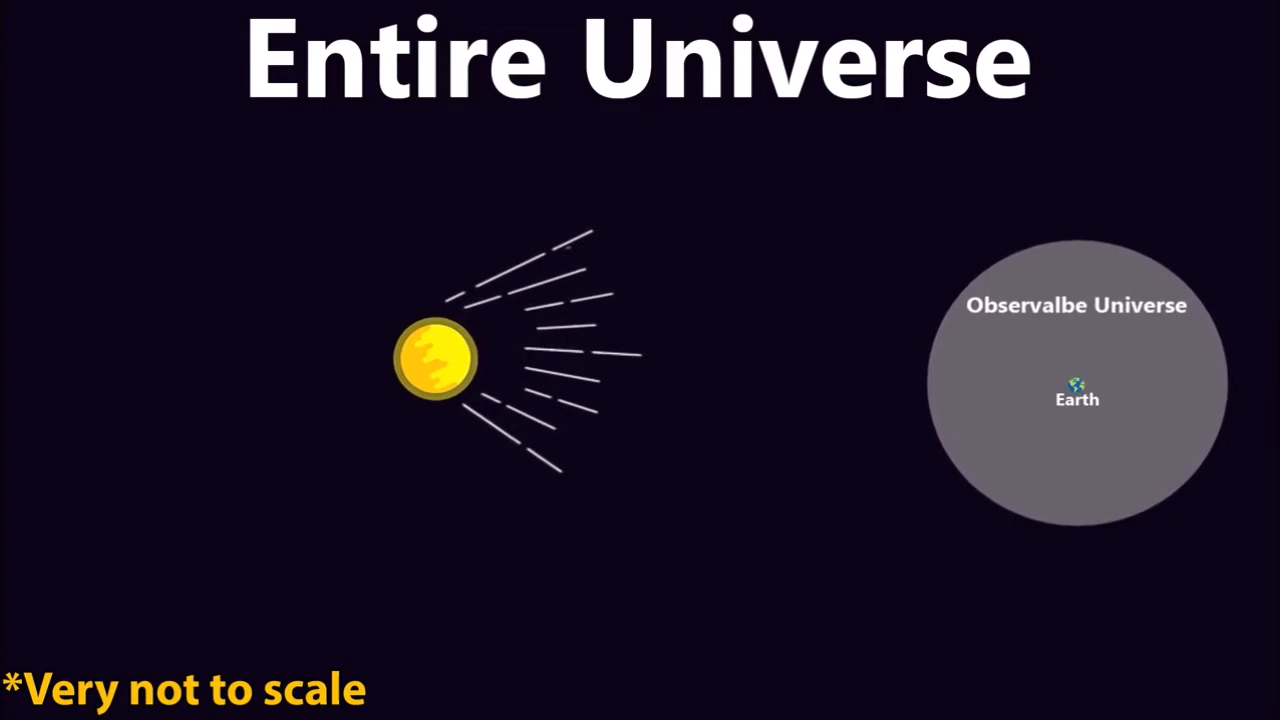 Entire Universe
Observalbe Universe
Earth
*Very not to scale